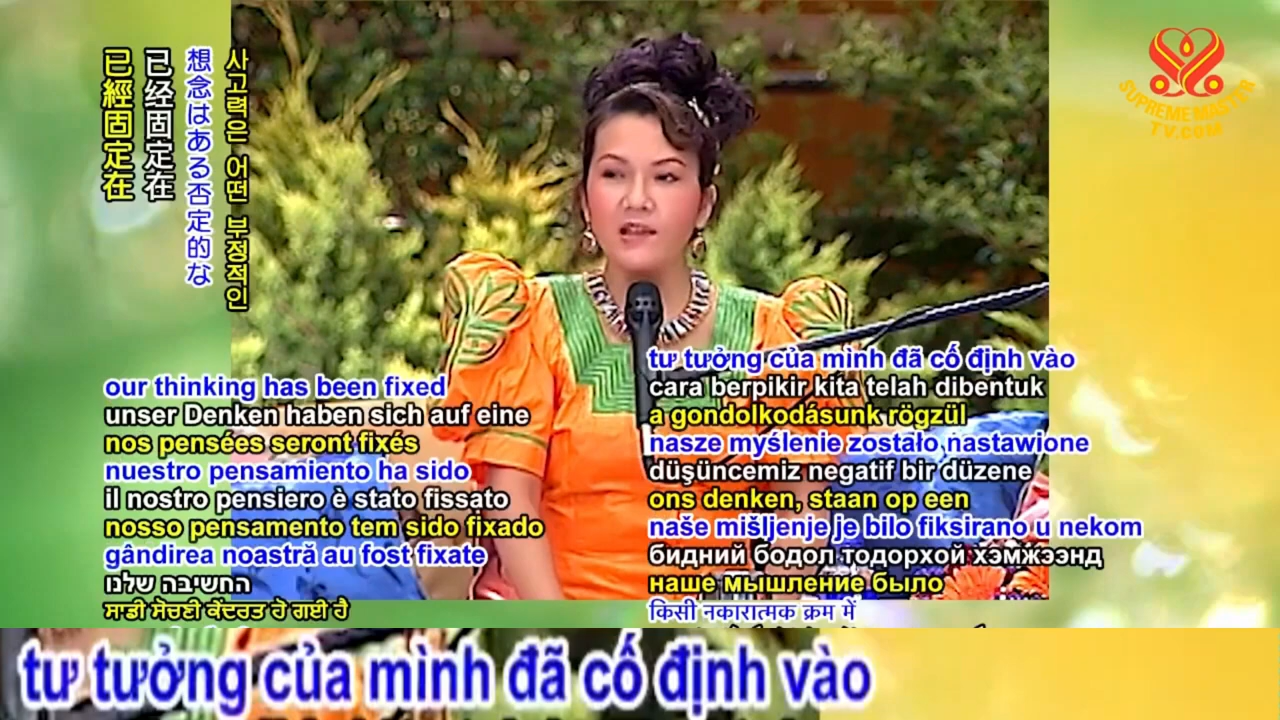 已經固定在
已经固定在
想念はある否定的な
사고력은 어떤 부정적인
SUPREME MASTER
TV.COM
our thinking has been fixed
unser Denken haben sich auf eine
nos pensées seront fixés
nuestro pensamiento ha sido
il nostro pensiero è stato fissato
nosso pensamento tem sido fixado
gândirea noastră au fost fixate
החשיבה שלנו
ਸਾਡੀ ਸੋਚਣੀ ਕੇਂਦਰਤ ਹੋ ਗਈ ਹੈ
tư tưởng của mình đã cố định vào
cara berpikir kita telah dibentuk
a gondolkodásunk rögzül
nasze myślenie zostało nastawione
düşüncemiz negatif bir düzene
ons denken, staan op een
naše mišljenje je bilo fiksirano u nekom
бидний бодол тодорхой хэмжээнд
наше мышление было
किसी नकारात्मक क्रम में
tư tưởng của mình đã cố định vào